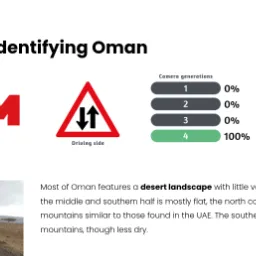 dentifying Oman
Camera generations
1 0%
2 0%
3 0%
4 100%
Driving side
Most of Oman features a desert landscape with little v
the middle and southern half is mostly flat, the north co
mountains similar to those found in the UAE. The southe
mountains, though less dry.